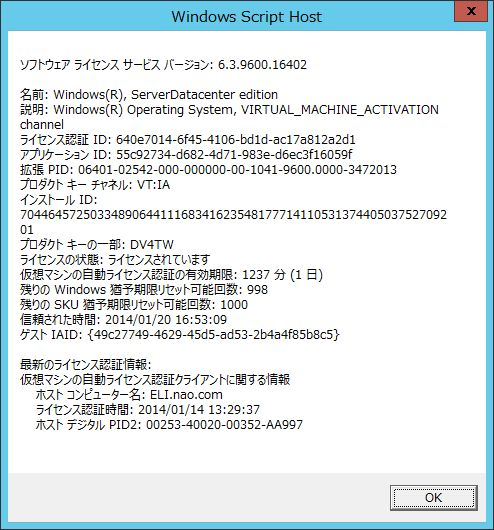 Windows Script Host
ソフトウェア ライセンス サービス バージョン: 6.3.9600.16402
名前: Windows(R), ServerDatacenter edition
説明: Windows(R) Operating System, VIRTUAL_MACHINE_ACTIVATION
channel
ライセンス認証 ID: 640e7014-6f45-4106-bd1d-ac17a812a2d1
アプリケーション ID: 55c92734-d682-4d71-983e-d6ec3f16059f
拡張 PID: 06401-02542-000-000000-00-1041-9600.0000-3472013
プロダクト キー チャネル: VT:IA
インストール ID:
7044645725033489064411168341623548177714110531374405037527092
01
プロダクト キーの一部: DV4TW
ライセンスの状態: ライセンスされています
仮想マシンの自動ライセンス認証の有効期限: 1237 分 (1 日)
残りの Windows 猶予期限リセット可能回数: 998
残りの SKU 猶予期限リセット可能回数: 1000
信頼された時間: 2014/01/20 16:53:09
ゲスト IAID: {49c27749-4629-45d5-ad53-2b4a4f85b8c5}
最新のライセンス認証情報:
仮想マシンの自動ライセンス認証クライアントに関する情報
ホスト コンピューター名: ELI.nao.com
ライセンス認証時間: 2014/01/14 13:29:37
ホスト デジタル PID2: 00253-40020-00352-AA997
OK